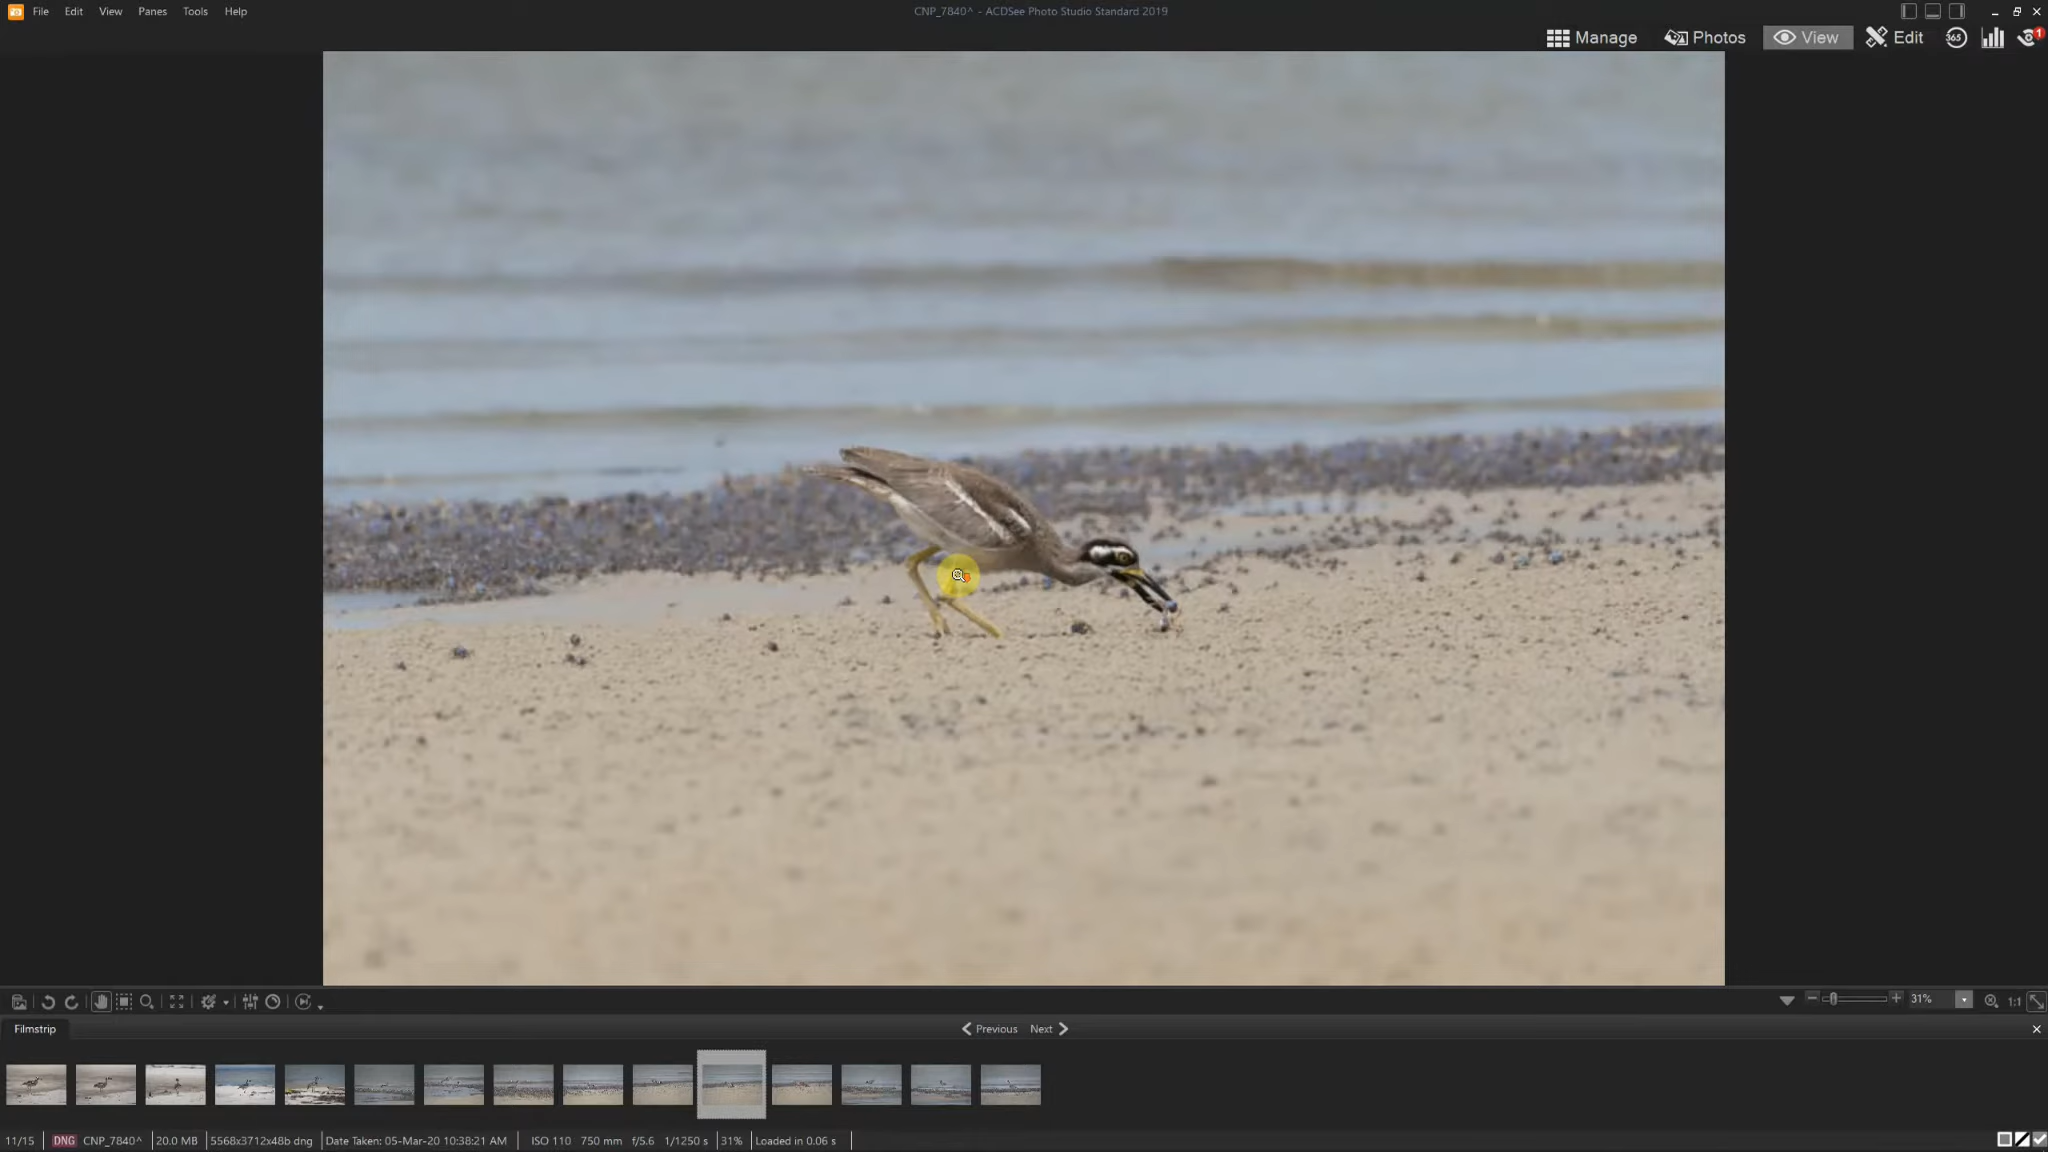 File Edit View Panes Tools Help
CNP_7840^ - ACDSee Photo Studio Standard 2019
Manage Photos View Edit 365 1
31%
1:1
Filmstrip
Previous Next
11/15 DNG CNP_7840^ 20.0 MB 5568x3712x48b dng Date Taken: 05-Mar-20 10:38:21 AM ISO 110 750 mm f/5.6 1/1250 s 31% Loaded in 0.06 s